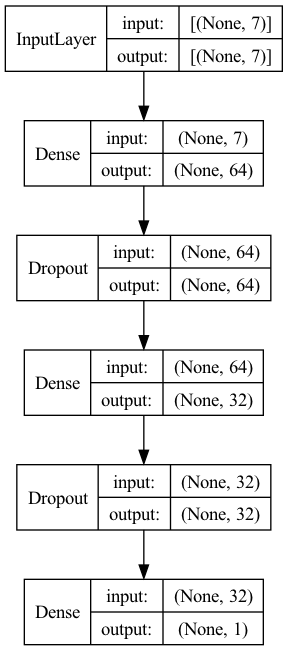 InputLayer input: [(None, 7)]
output: [(None, 7)]
Dense input: (None, 7)
output: (None, 64)
Dropout input: (None, 64)
output: (None, 64)
Dense input: (None, 64)
output: (None, 32)
Dropout input: (None, 32)
output: (None, 32)
Dense input: (None, 32)
output: (None, 1)